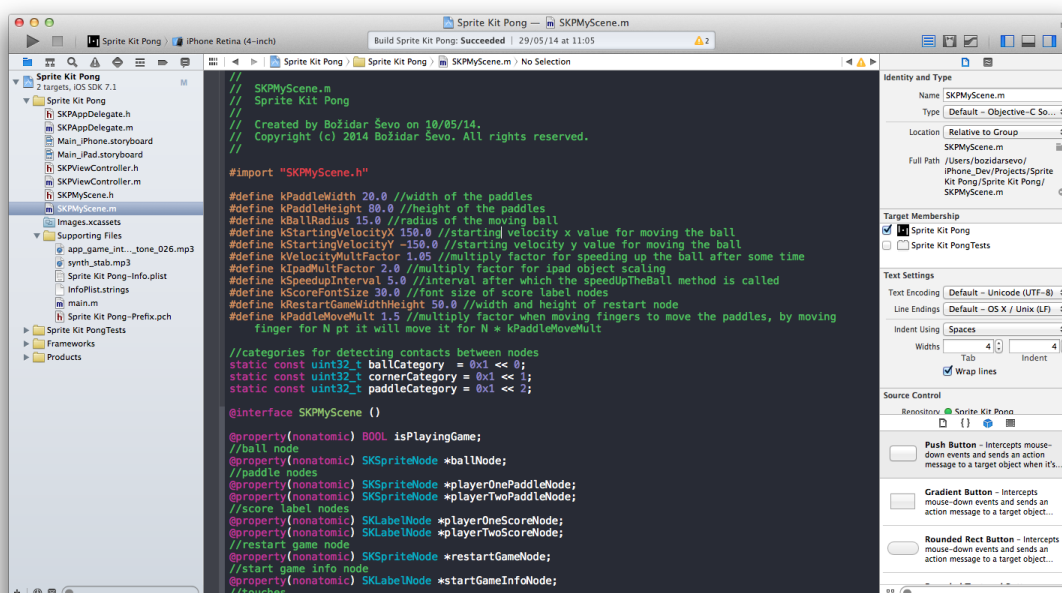 Sprite Kit Pong — SKPMyScene.m
Sprite Kit Pong
iPhone Retina (4-inch)
Build Sprite Kit Pong: Succeeded | 29/05/14 at 11:05
2
Sprite Kit Pong
2 targets, iOS SDK 7.1
M
Sprite Kit Pong
SKPAppDelegate.h
SKPAppDelegate.m
Main_iPhone.storyboard
Main_iPad.storyboard
SKPViewController.h
SKPViewController.m
SKPMyScene.h
SKPMyScene.m
Images.xcassets
Supporting Files
app_game_int..._tone_026.mp3
synth_stab.mp3
Sprite Kit Pong-Info.plist
InfoPlist.strings
main.m
Sprite Kit Pong-Prefix.pch
Sprite Kit PongTests
Frameworks
Products
Sprite Kit Pong
Sprite Kit Pong
SKPMyScene.m
No Selection
//
//  SKPMyScene.m
//  Sprite Kit Pong
//
//  Created by Božidar Ševo on 10/05/14.
//  Copyright (c) 2014 Božidar Ševo. All rights reserved.
//
#import "SKPMyScene.h"
#define kPaddleWidth 20.0 //width of the paddles
#define kPaddleHeight 80.0 //height of the paddles
#define kBallRadius 15.0 //radius of the moving ball
#define kStartingVelocityX 150.0 //starting velocity x value for moving the ball
#define kStartingVelocityY -150.0 //starting velocity y value for moving the ball
#define kVelocityMultFactor 1.05 //multiply factor for speeding up the ball after some time
#define kIpadMultFactor 2.0 //multiply factor for ipad object scaling
#define kSpeedupInterval 5.0 //interval after which the speedUpTheBall method is called
#define kScoreFontSize 30.0 //font size of score label nodes
#define kRestartGameWidthHeight 50.0 //width and height of restart node
#define kPaddleMoveMult 1.5 //multiply factor when moving fingers to move the paddles, by moving
finger for N pt it will move it for N * kPaddleMoveMult
//categories for detecting contacts between nodes
static const uint32_t ballCategory  = 0x1 << 0;
static const uint32_t cornerCategory = 0x1 << 1;
static const uint32_t paddleCategory = 0x1 << 2;
@interface SKPMyScene ()
@property(nonatomic) BOOL isPlayingGame;
//ball node
@property(nonatomic) SKSpriteNode *ballNode;
//paddle nodes
@property(nonatomic) SKSpriteNode *playerOnePaddleNode;
@property(nonatomic) SKSpriteNode *playerTwoPaddleNode;
//score label nodes
@property(nonatomic) SKLabelNode *playerOneScoreNode;
@property(nonatomic) SKLabelNode *playerTwoScoreNode;
//restart game node
@property(nonatomic) SKSpriteNode *restartGameNode;
//start game info node
@property(nonatomic) SKLabelNode *startGameInfoNode;
//touches
Identity and Type
Name SKPMyScene.m
Type Default – Objective-C So...
Location Relative to Group
SKPMyScene.m
Full Path /Users/bozidarsevo/
iPhone_Dev/Projects/Sprite
Kit Pong/Sprite Kit Pong/
SKPMyScene.m
Target Membership
Sprite Kit Pong
Sprite Kit PongTests
Text Settings
Text Encoding Default – Unicode (UTF-8)
Line Endings Default – OS X / Unix (LF)
Indent Using Spaces
Widths 4 4
Tab Indent
Wrap lines
Source Control
Repository Sprite Kit Pong
Push Button – Intercepts mouse-
down events and sends an action
message to a target object when it's...
Gradient Button – Intercepts
mouse-down events and sends an
action message to a target object...
Rounded Rect Button – Intercepts
mouse-down events and sends an
action message to a target object...